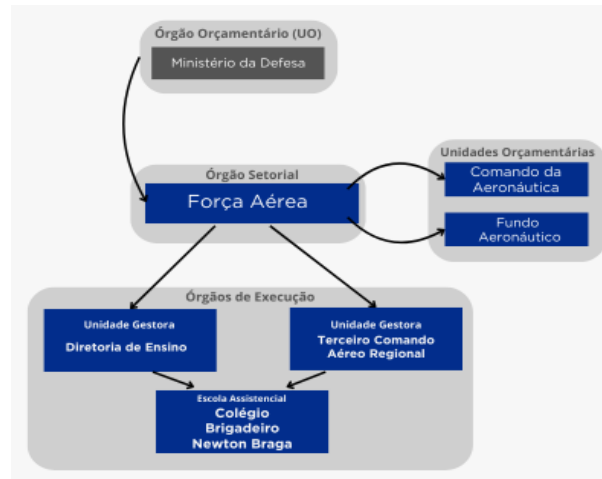 Órgão Orçamentário (UO)
Ministério da Defesa
Unidades Orçamentárias
Comando da
Aeronáutica
Fundo
Aeronáutico
Órgão Setorial
Força Aérea
Órgãos de Execução
Unidade Gestora
Diretoria de Ensino
Unidade Gestora
Terceiro Comando
Aéreo Regional
Escola Assistencial
Colégio
Brigadeiro
Newton Braga